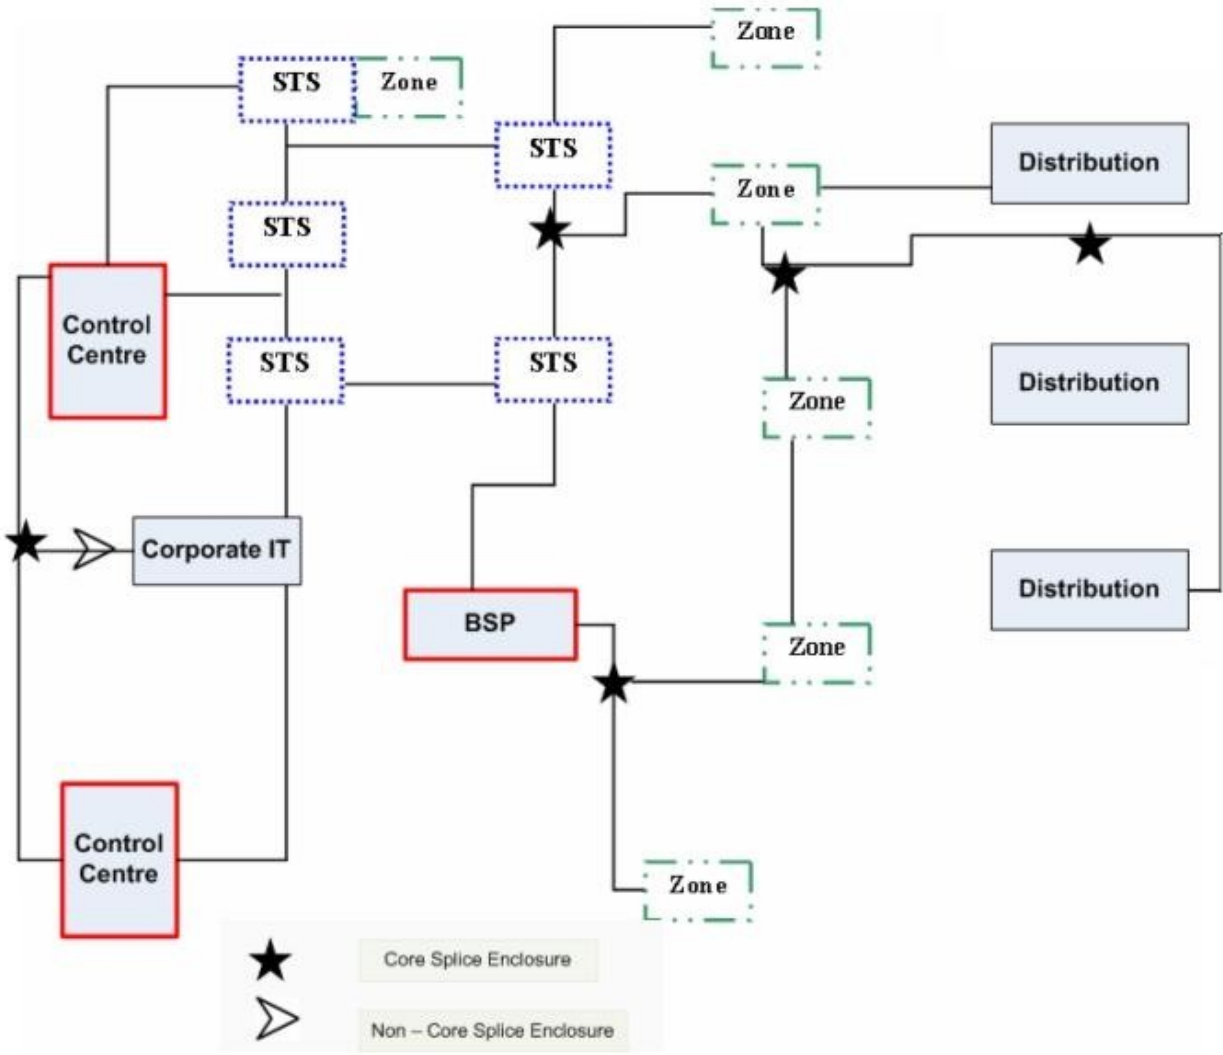 Zone
STS
Zone
STS
Distribution
Zone
STS
Control
Centre
STS
STS
Distribution
Zone
Corporate IT
Distribution
BSP
Zone
Control
Centre
Zone
Core Splice Enclosure
Non – Core Splice Enclosure